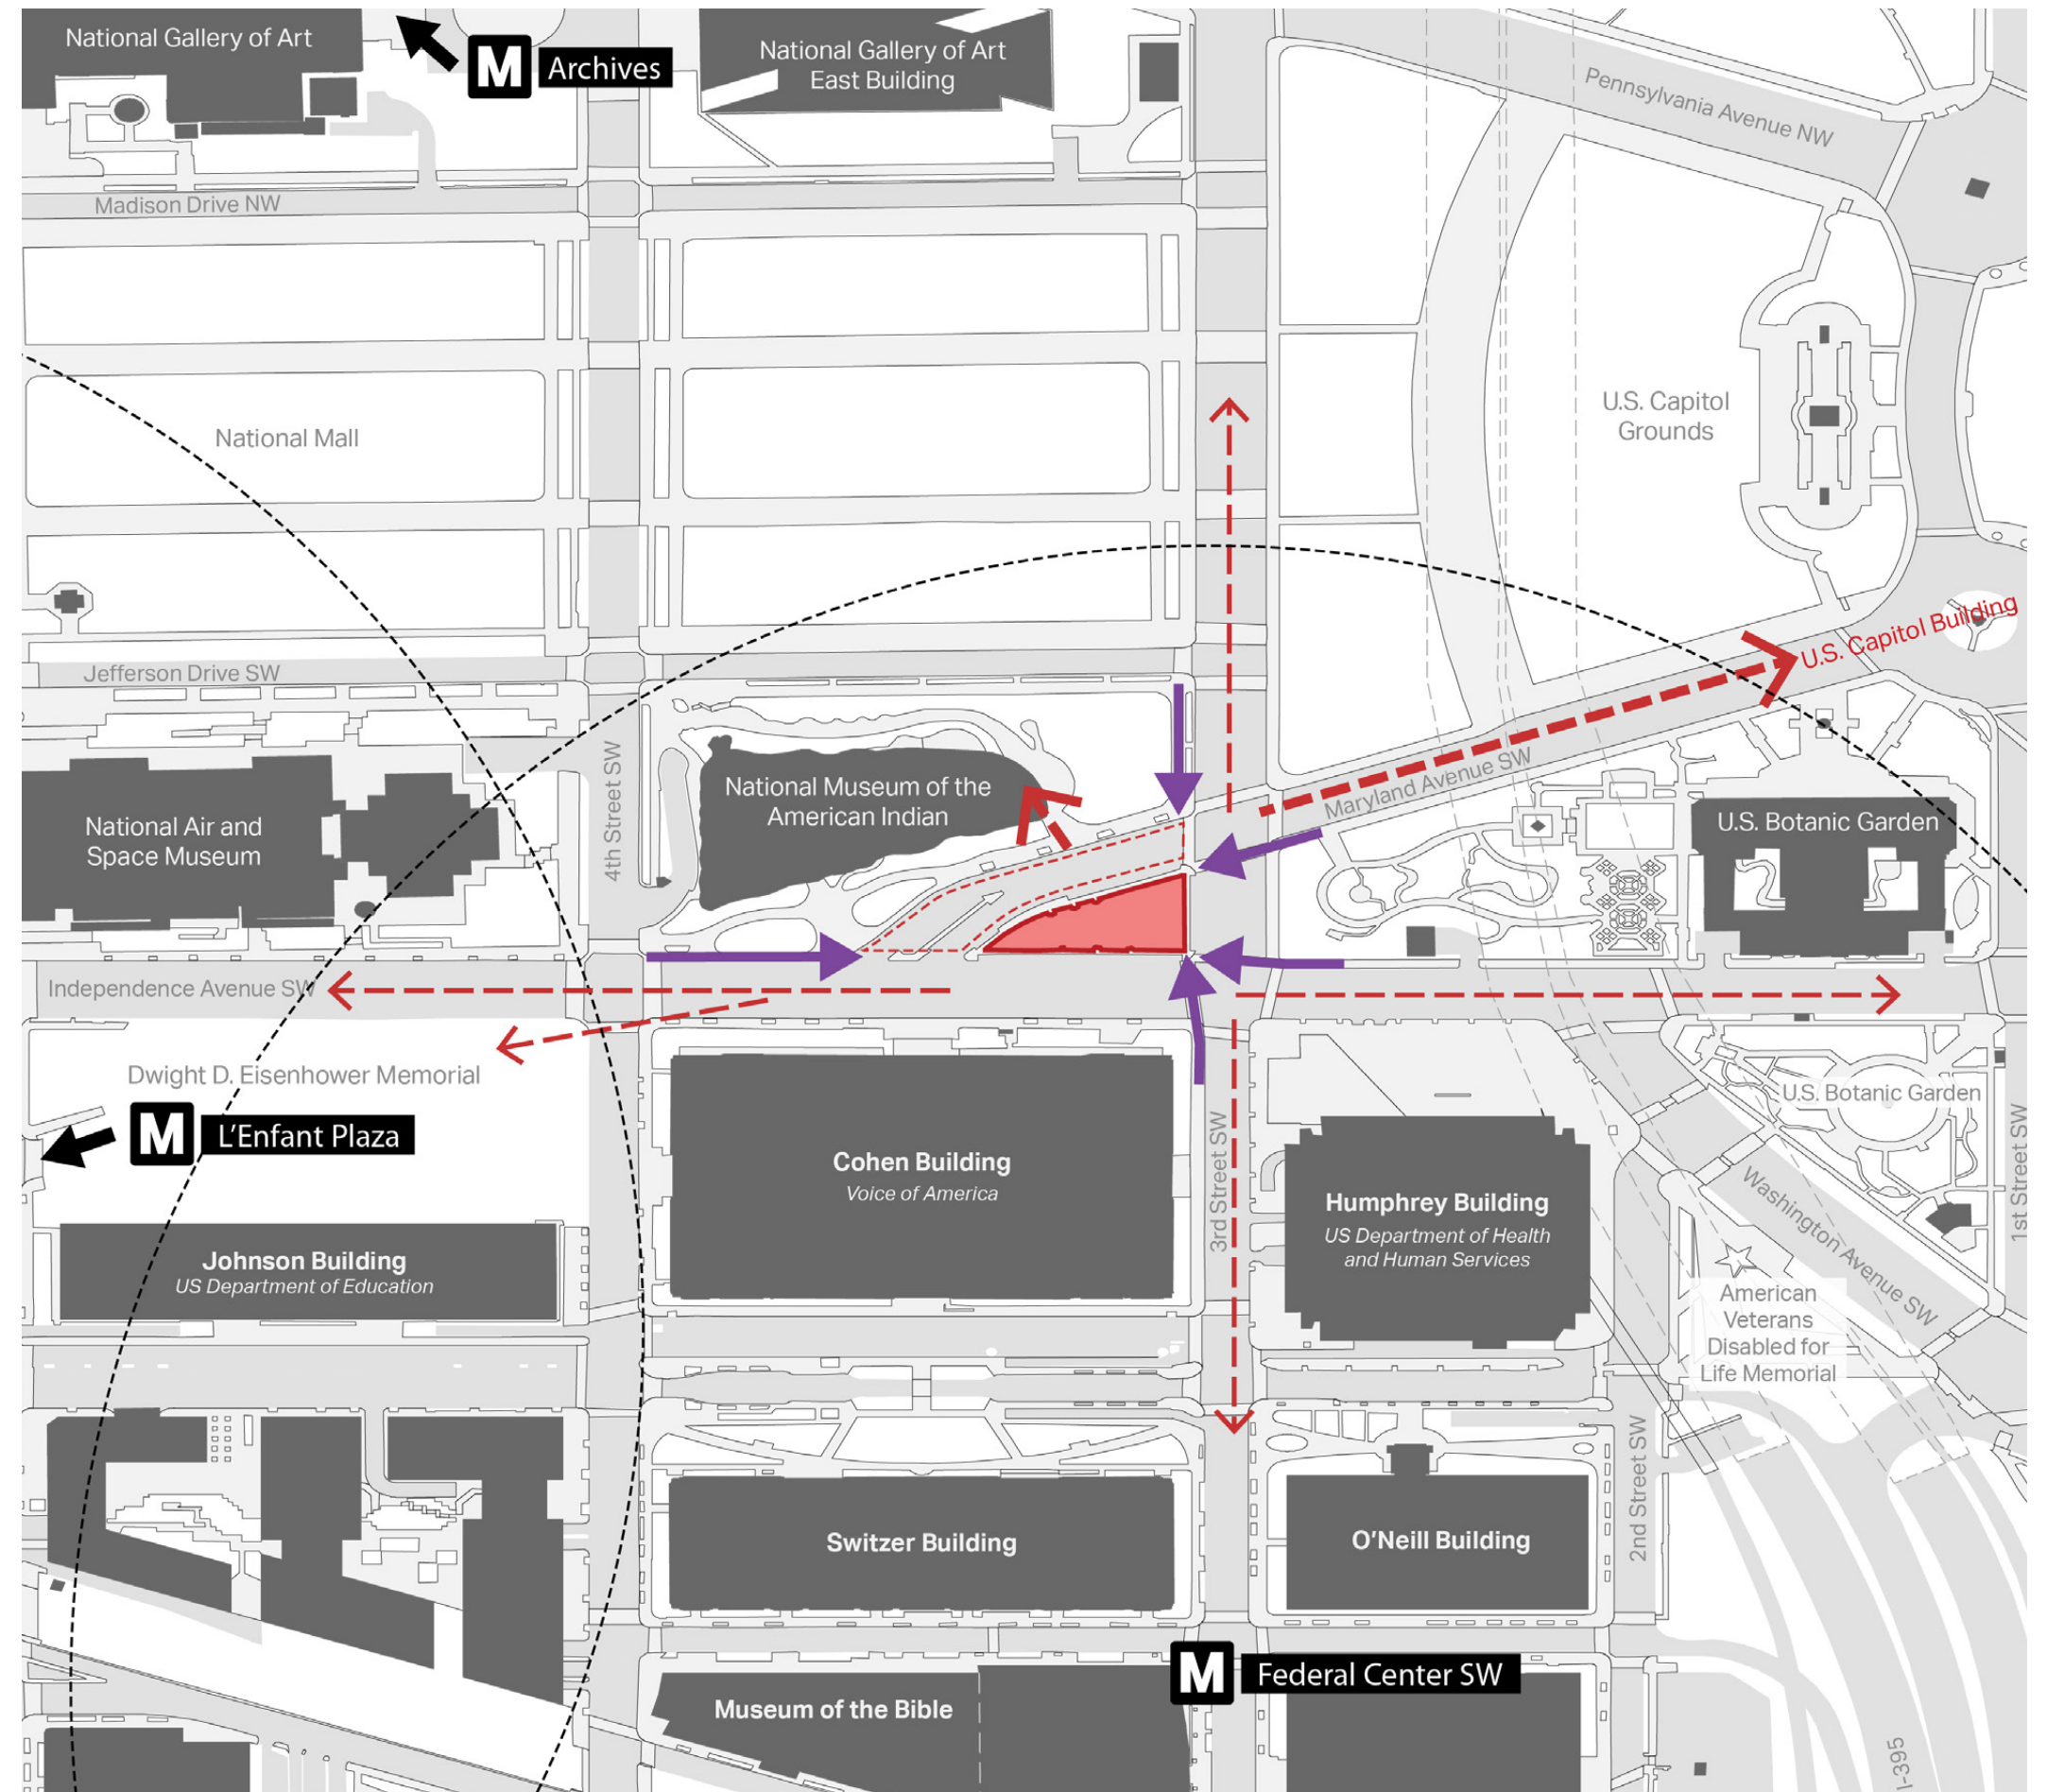 National Gallery of Art
M Archives
National Gallery of Art
East Building
Pennsylvania Avenue NW
Madison Drive NW
U.S. Capitol
Grounds
National Mall
U.S. Capitol Building
Jefferson Drive SW
4th Street SW
National Museum of the
American Indian
Maryland Avenue SW
National Air and
Space Museum
U.S. Botanic Garden
Independence Avenue SW
Dwight D. Eisenhower Memorial
M L'Enfant Plaza
U.S. Botanic Garden
1st Street SW
3rd Street SW
Cohen Building
Voice of America
Humphrey Building
US Department of Health
and Human Services
Washington Avenue SW
Johnson Building
US Department of Education
American
Veterans
Disabled for
Life Memorial
2nd Street SW
Switzer Building
O'Neill Building
M Federal Center SW
Museum of the Bible
I-395